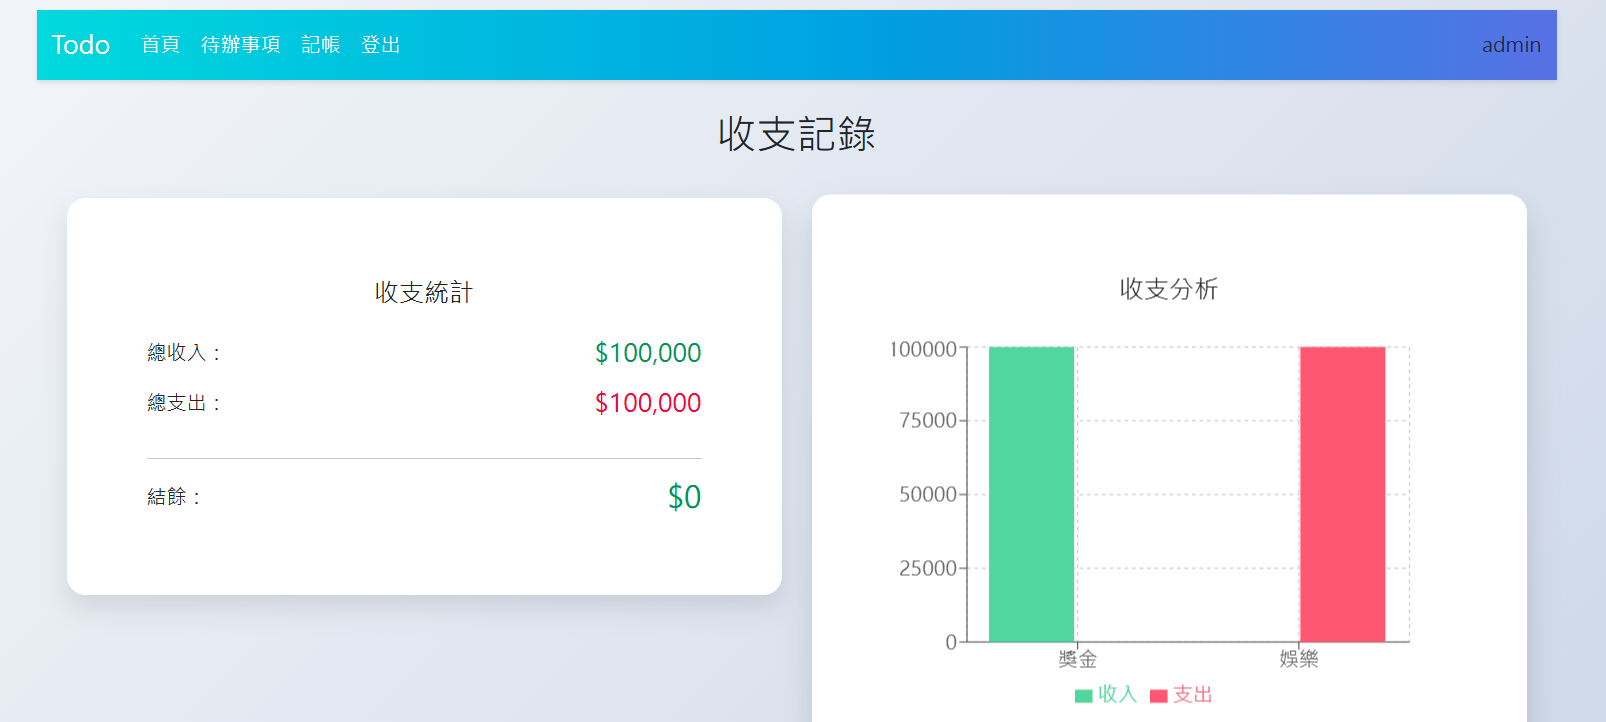 Todo 首頁 待辦事項 記帳 登出 admin
收支記錄
收支統計
總收入：
$100,000
總支出：
$100,000
結餘：
$0
收支分析
100000
75000
50000
25000
0
獎金 娛樂
收入 支出